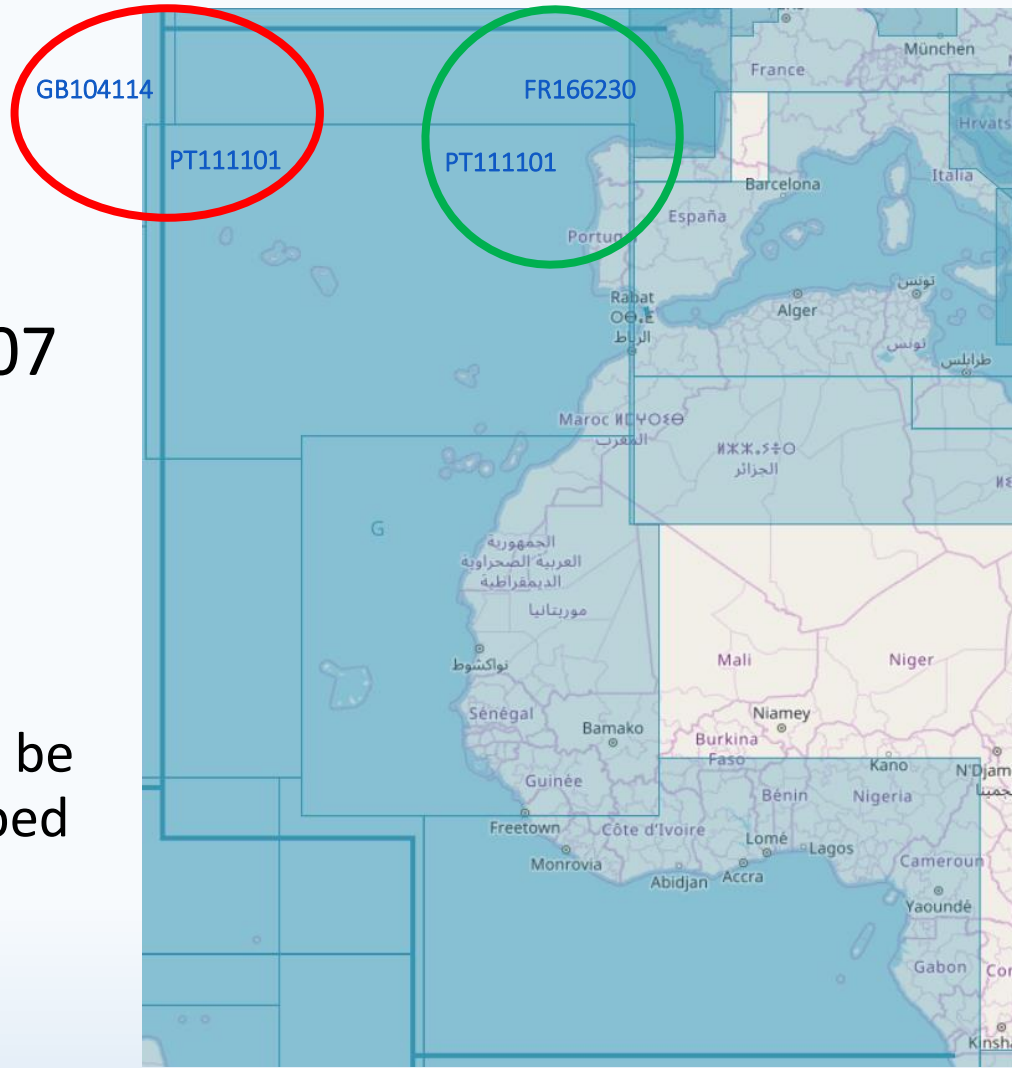 München
France
GB104114
FR166230
Hrvats
PT111101
PT111101
Italia
Barcelona
España
Portug
تونس
Rabat
ⵔⴱⴰⵟ
الرباط
Alger
07
تونس
طرابلس
Maroc ⵍⵎⵖⵔⵉⴱ
المغرب
ⵍⵣⵣⴰⵢⴻⵔ
الجزائر
G
الجمهورية
العربية الصحراوية
الديمقراطية
موريتانيا
نواكشوط
Mali
Niger
Sénégal
Niamey
Bamako
Burkina
Faso
be
Kano
N'Djam
Guinée
Bénin
Nigeria
ped
Freetown
Côte d'Ivoire
Lomé
Lagos
Monrovia
Cameroun
Abidjan
Accra
Yaoundé
Gabon
Con
Kinsha